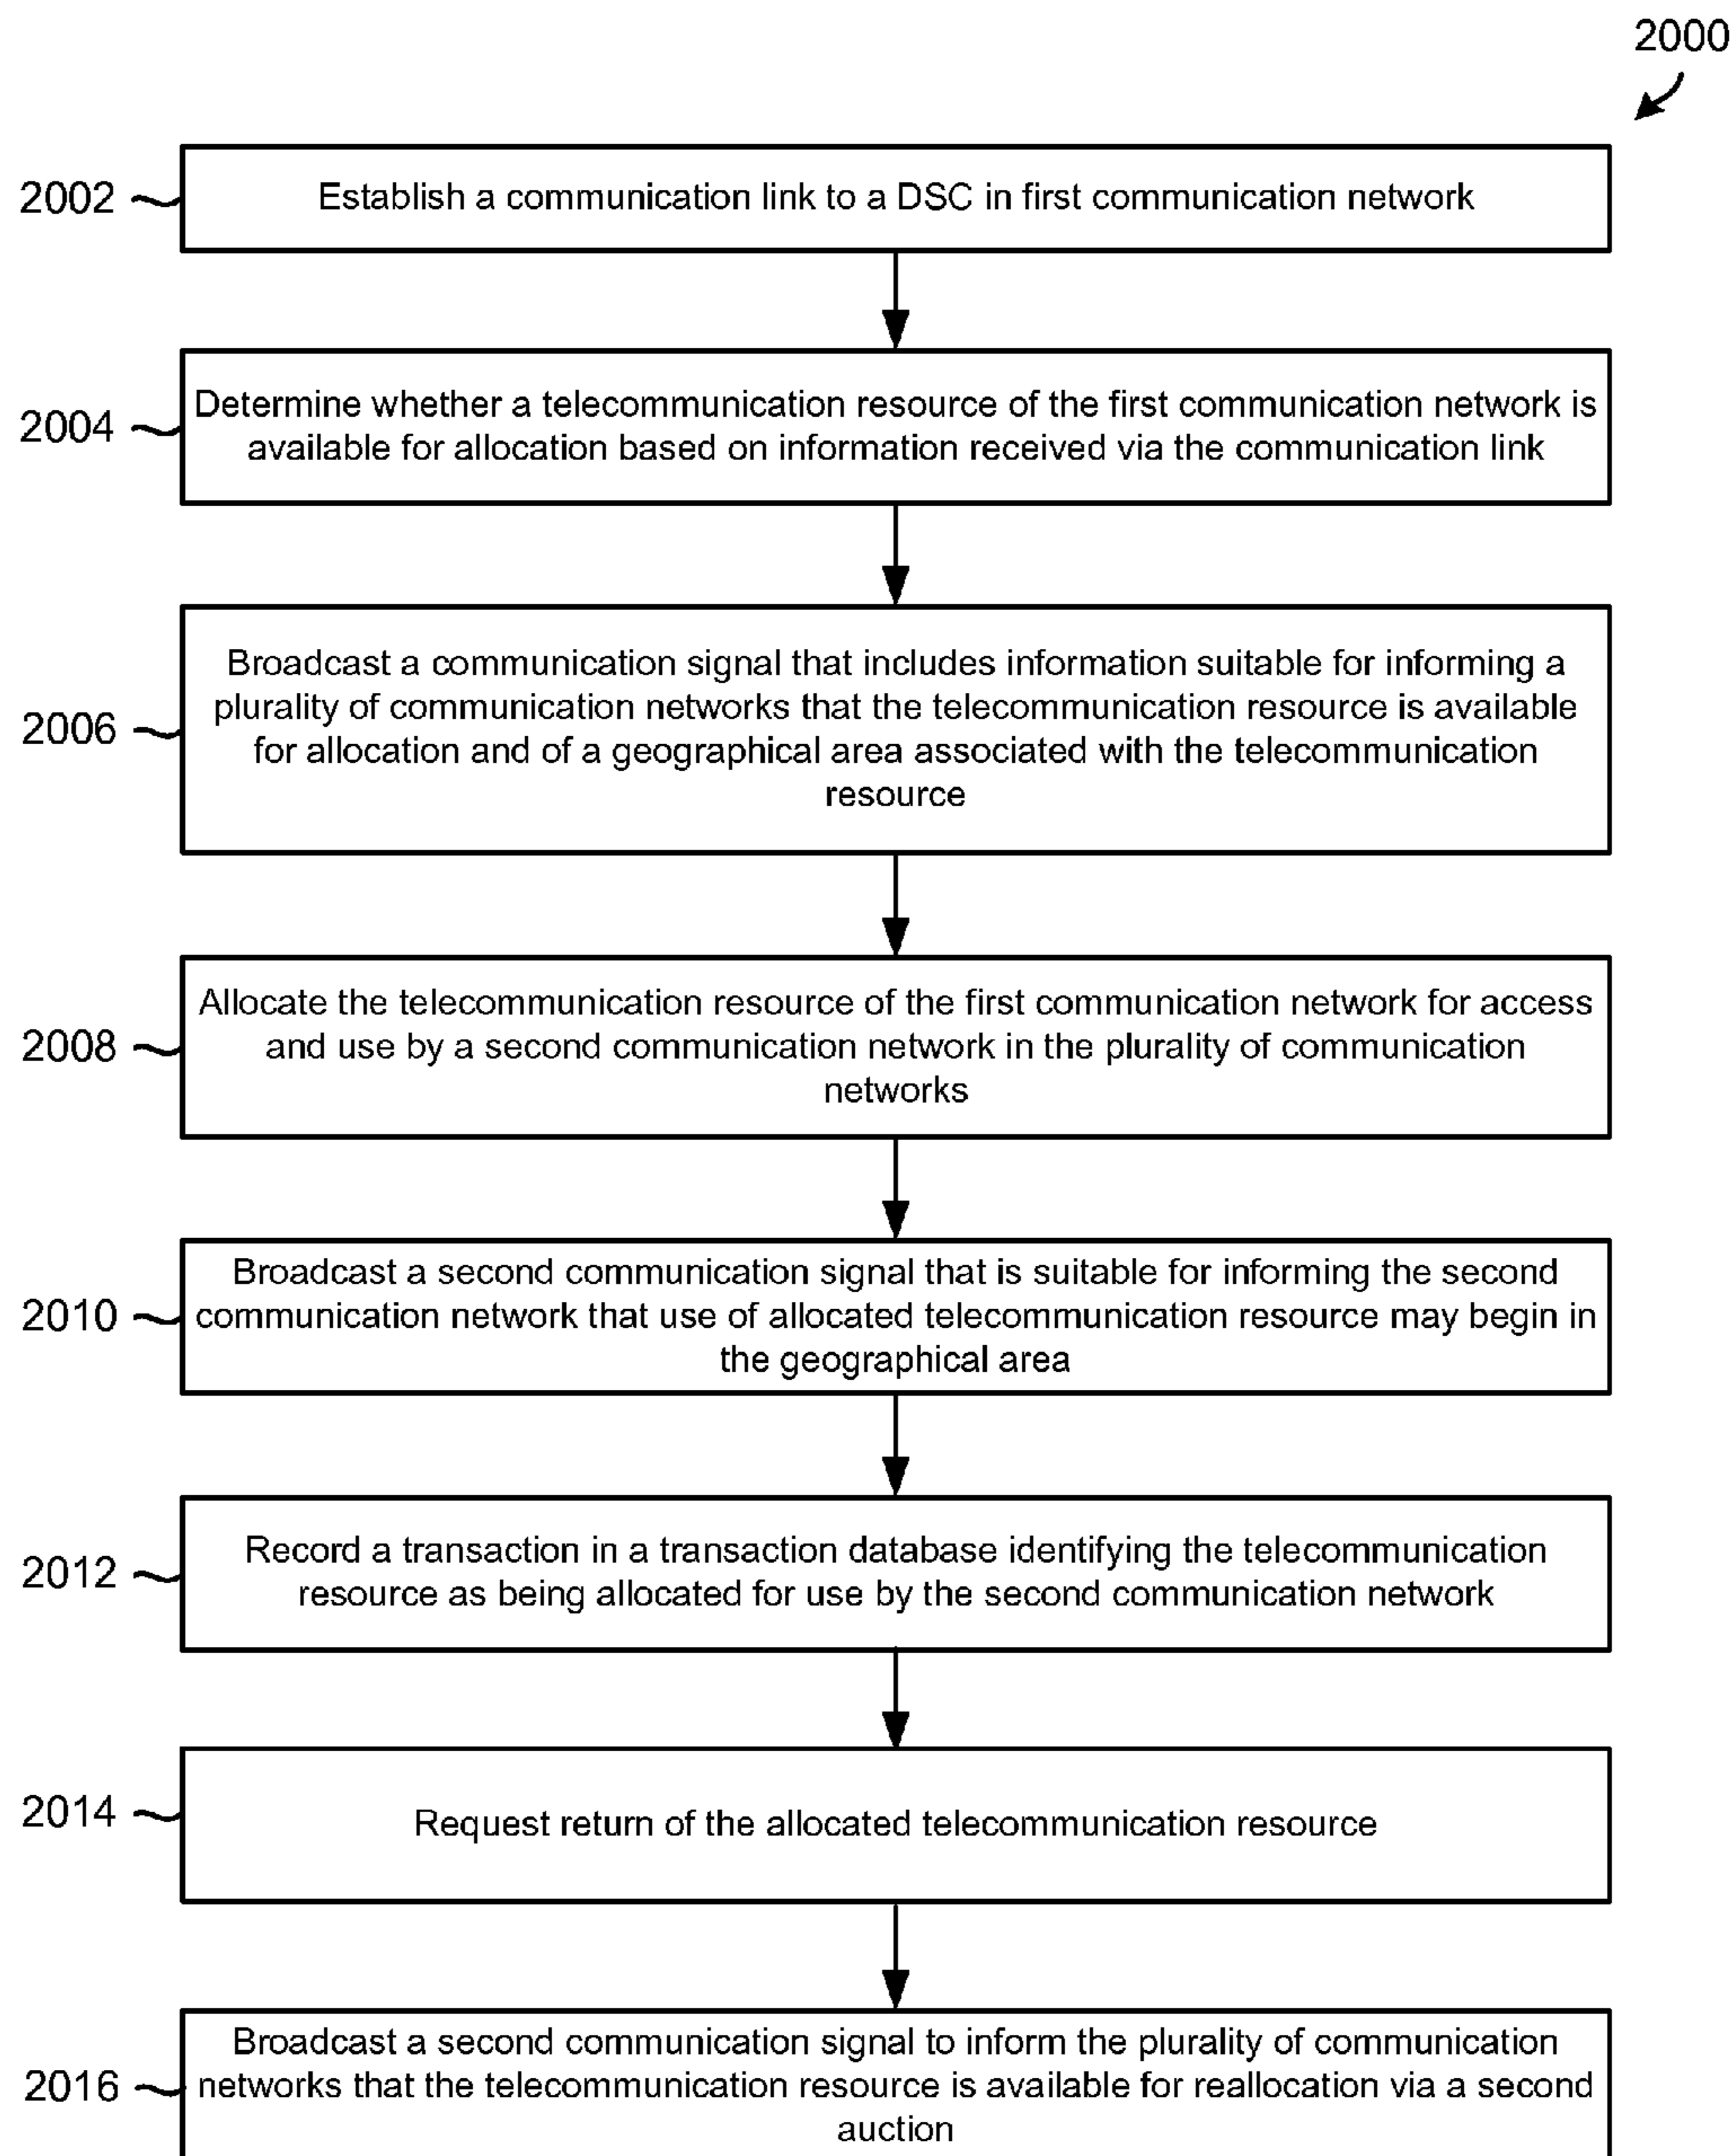 2000
2002
Establish a communication link to a DSC in first communication network
2004
Determine whether a telecommunication resource of the first communication network is
available for allocation based on information received via the communication link
2006
Broadcast a communication signal that includes information suitable for informing a
plurality of communication networks that the telecommunication resource is available
for allocation and of a geographical area associated with the telecommunication
resource
2008
Allocate the telecommunication resource of the first communication network for access
and use by a second communication network in the plurality of communication
networks
2010
Broadcast a second communication signal that is suitable for informing the second
communication network that use of allocated telecommunication resource may begin in
the geographical area
2012
Record a transaction in a transaction database identifying the telecommunication
resource as being allocated for use by the second communication network
2014
Request return of the allocated telecommunication resource
2016
Broadcast a second communication signal to inform the plurality of communication
networks that the telecommunication resource is available for reallocation via a second
auction